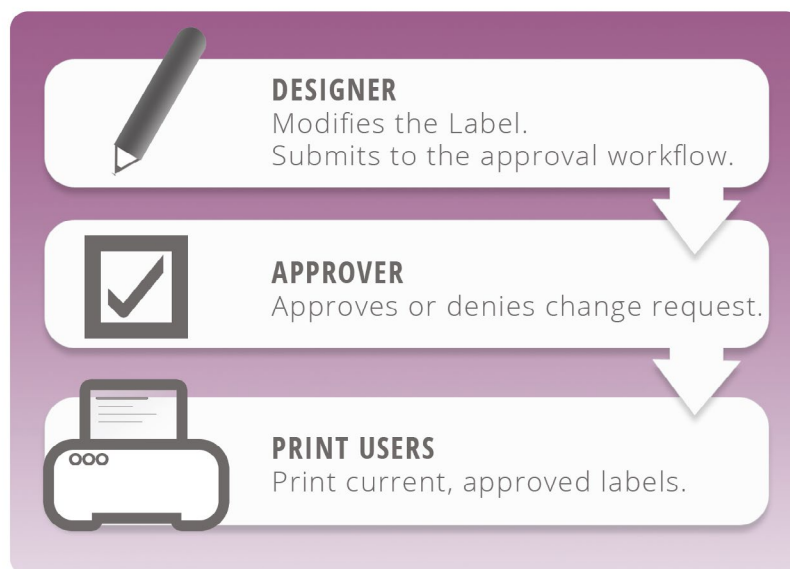 DESIGNER
Modifies the Label.
Submits to the approval workflow.
APPROVER
Approves or denies change request.
PRINT USERS
Print current, approved labels.